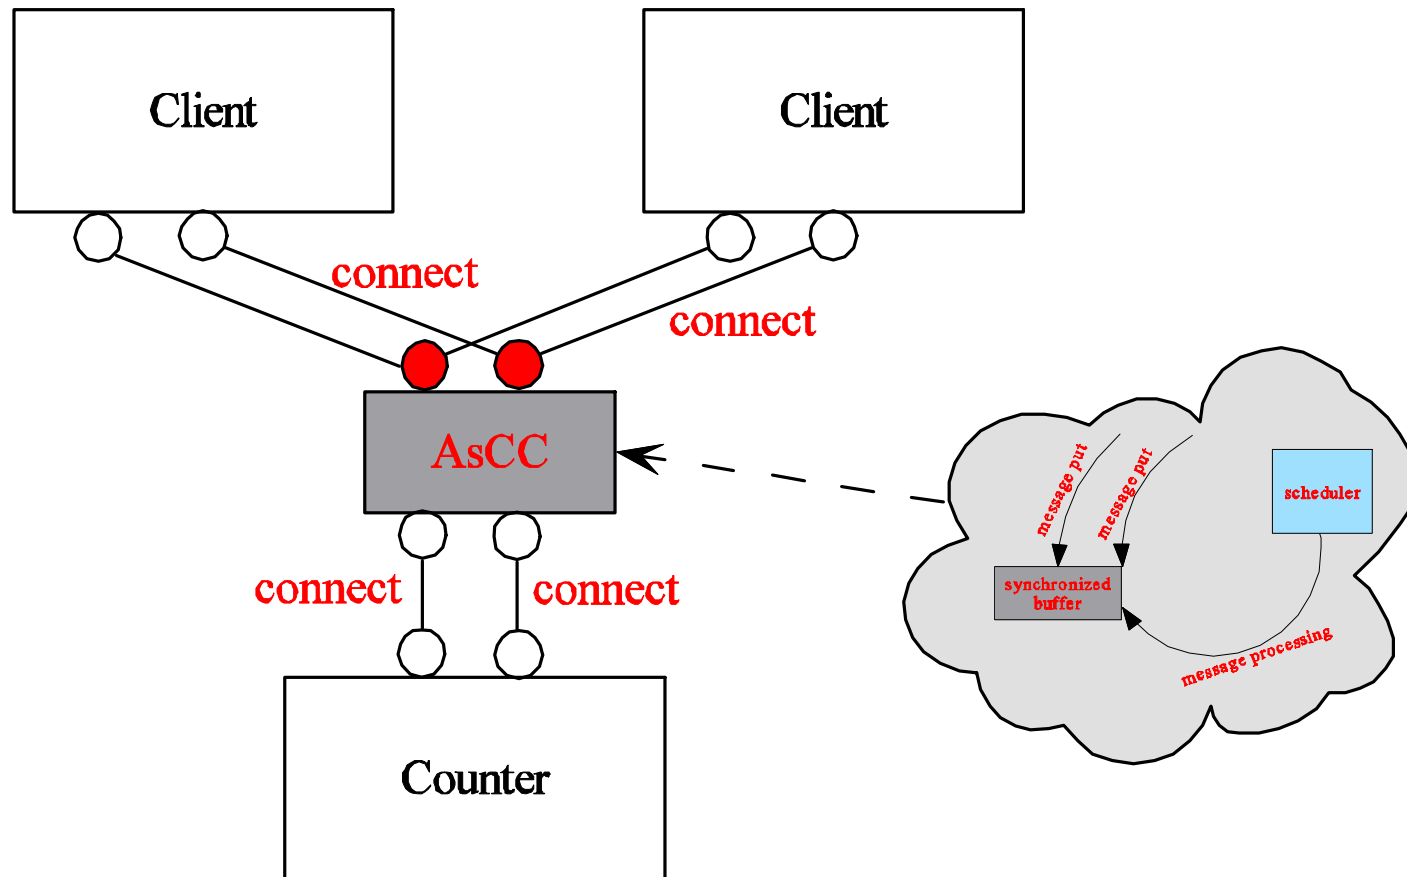 Client
Client
connect
connect
AsCC
message put
message put
scheduler
synchronized
buffer
connect
connect
message processing
Counter